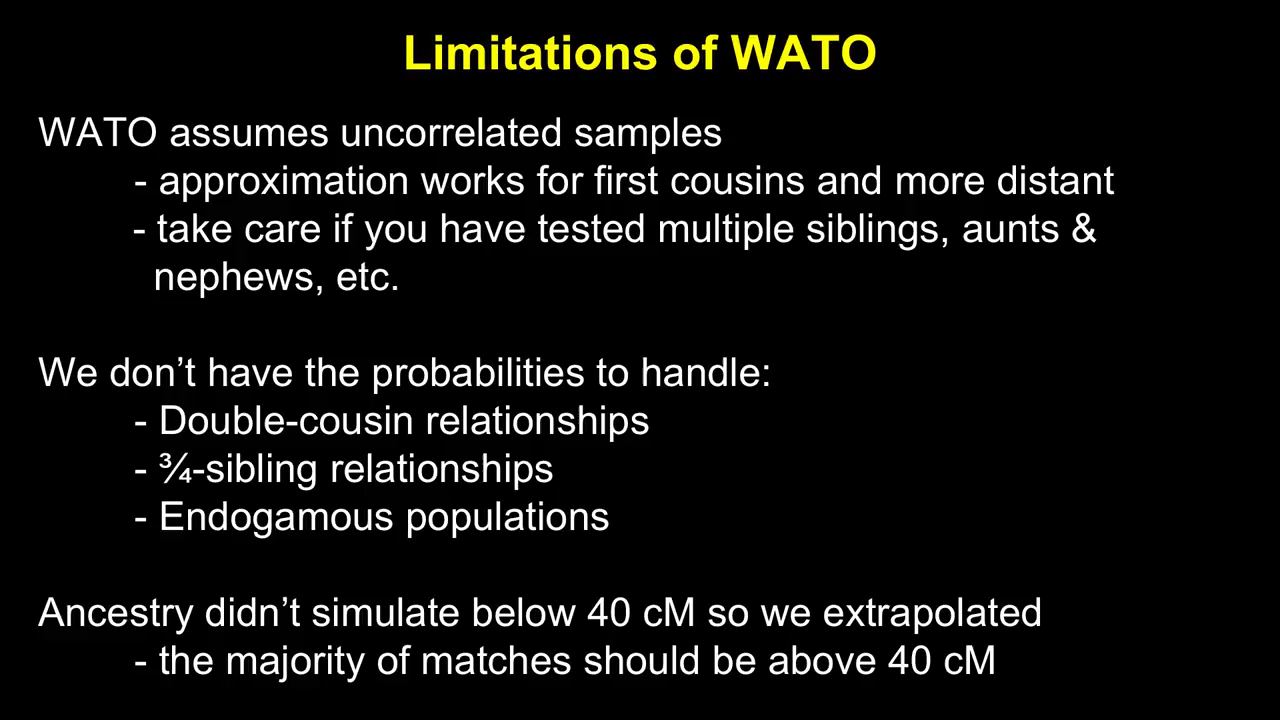 Limitations of WATO
WATO assumes uncorrelated samples
- approximation works for first cousins and more distant
- take care if you have tested multiple siblings, aunts &
nephews, etc.
We don’t have the probabilities to handle:
- Double-cousin relationships
- ¾-sibling relationships
- Endogamous populations
Ancestry didn’t simulate below 40 cM so we extrapolated
- the majority of matches should be above 40 cM